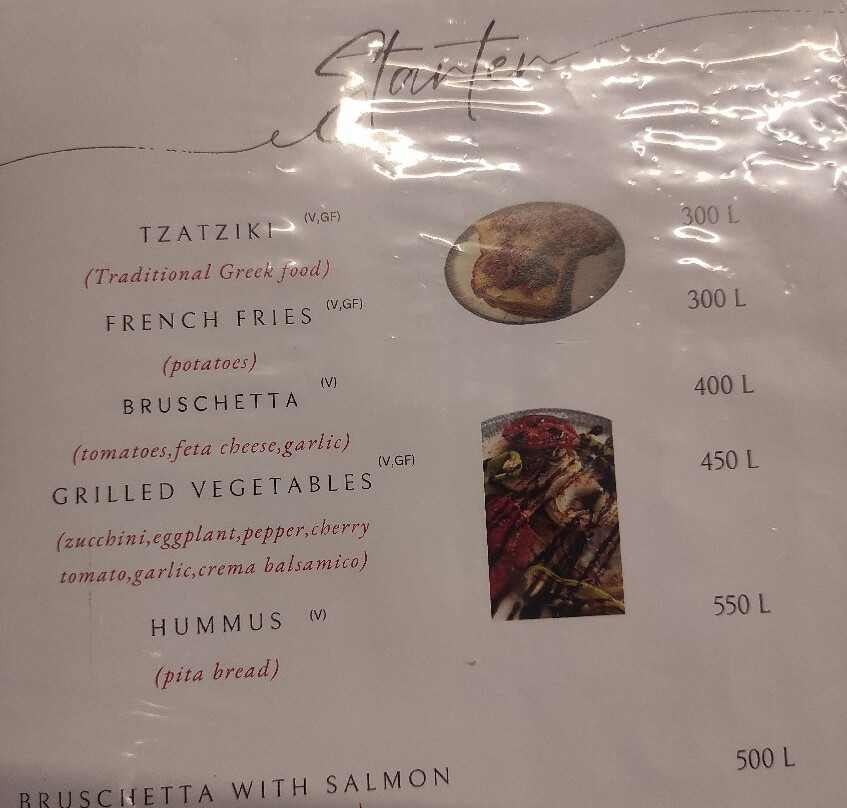 Starter
TZATZIKI (V,GF) 300 L
(Traditional Greek food)
FRENCH FRIES (V,GF) 300 L
(potatoes)
BRUSCHETTA (V) 400 L
(tomatoes,feta cheese,garlic)
GRILLED VEGETABLES (V,GF) 450 L
(zucchini,eggplant,pepper,cherry
tomato,garlic,crema balsamico)
HUMMUS (V) 550 L
(pita bread)
BRUSCHETTA WITH SALMON 500 L